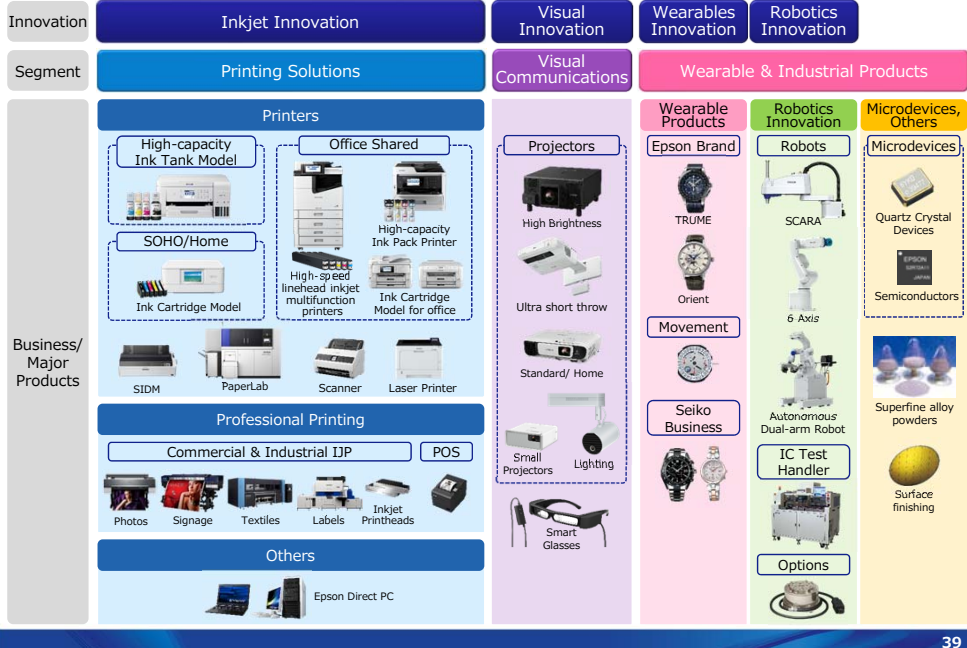 Innovation
Inkjet Innovation
Visual
Innovation
Wearables
Innovation
Robotics
Innovation
Segment
Printing Solutions
Visual
Communications
Wearable & Industrial Products
Business/
Major
Products
Printers
High-capacity
Ink Tank Model
SOHO/Home
Ink Cartridge Model
Office Shared
High-speed
linehead inkjet
multifunction
printers
High-capacity
Ink Pack Printer
Ink Cartridge
Model for office
SIDM
PaperLab
Scanner
Laser Printer
Professional Printing
Commercial & Industrial IJP
POS
Photos
Signage
Textiles
Labels
Inkjet
Printheads
Others
Epson Direct PC
Projectors
High Brightness
Ultra short throw
Standard/ Home
Small
Projectors
Lighting
Smart
Glasses
Wearable
Products
Epson Brand
TRUME
Orient
Movement
Seiko
Business
Robotics
Innovation
Robots
SCARA
6-Axis
Autonomous
Dual-arm Robot
IC Test
Handler
Options
Microdevices,
Others
Microdevices
Quartz Crystal
Devices
EPSON
JAPAN
Semiconductors
Superfine alloy
powders
Surface
finishing
39